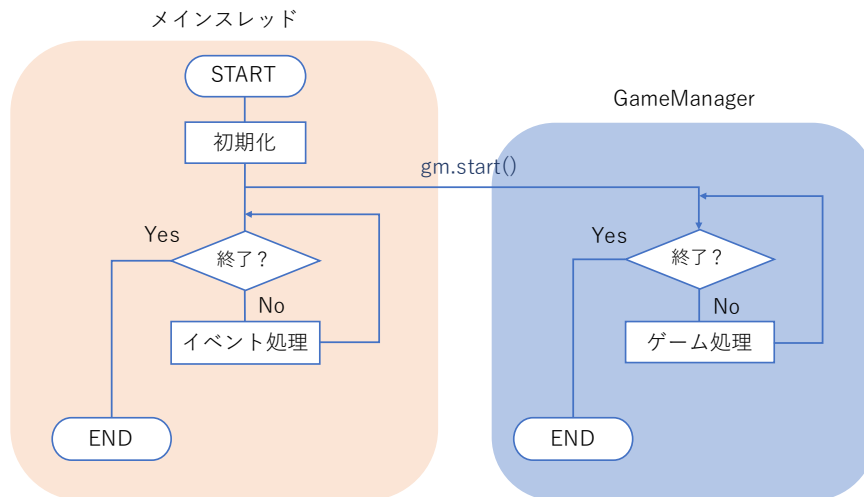 メインスレッド
START
初期化
Yes
終了？
No
イベント処理
END
gm.start()
GameManager
Yes
終了？
No
ゲーム処理
END